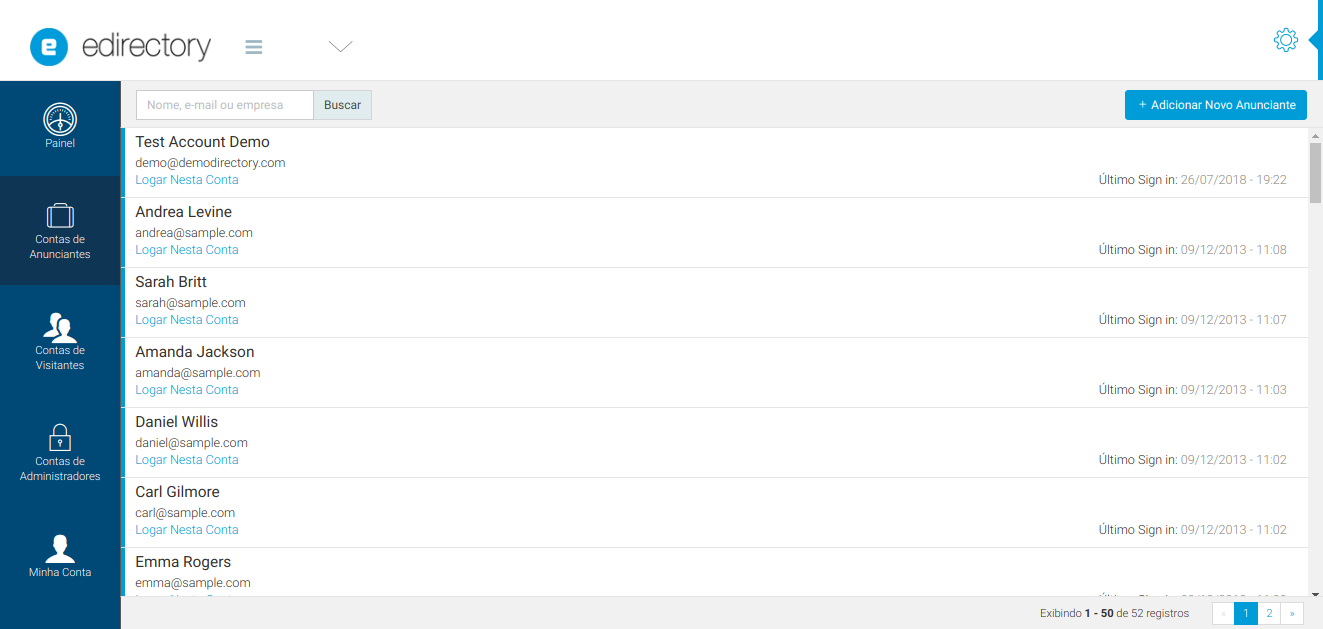 e edirectory
Painel
Contas de
Anunciantes
Contas de
Visitantes
Contas de
Administradores
Minha Conta
Nome, e-mail ou empresa
Buscar
+ Adicionar Novo Anunciante
Test Account Demo
demo@demodirectory.com
Logar Nesta Conta
Último Sign in: 26/07/2018 - 19:22
Andrea Levine
andrea@sample.com
Logar Nesta Conta
Último Sign in: 09/12/2013 - 11:08
Sarah Britt
sarah@sample.com
Logar Nesta Conta
Último Sign in: 09/12/2013 - 11:07
Amanda Jackson
amanda@sample.com
Logar Nesta Conta
Último Sign in: 09/12/2013 - 11:03
Daniel Willis
daniel@sample.com
Logar Nesta Conta
Último Sign in: 09/12/2013 - 11:02
Carl Gilmore
carl@sample.com
Logar Nesta Conta
Último Sign in: 09/12/2013 - 11:02
Emma Rogers
emma@sample.com
Exibindo 1 - 50 de 52 registros
« 1 2 »